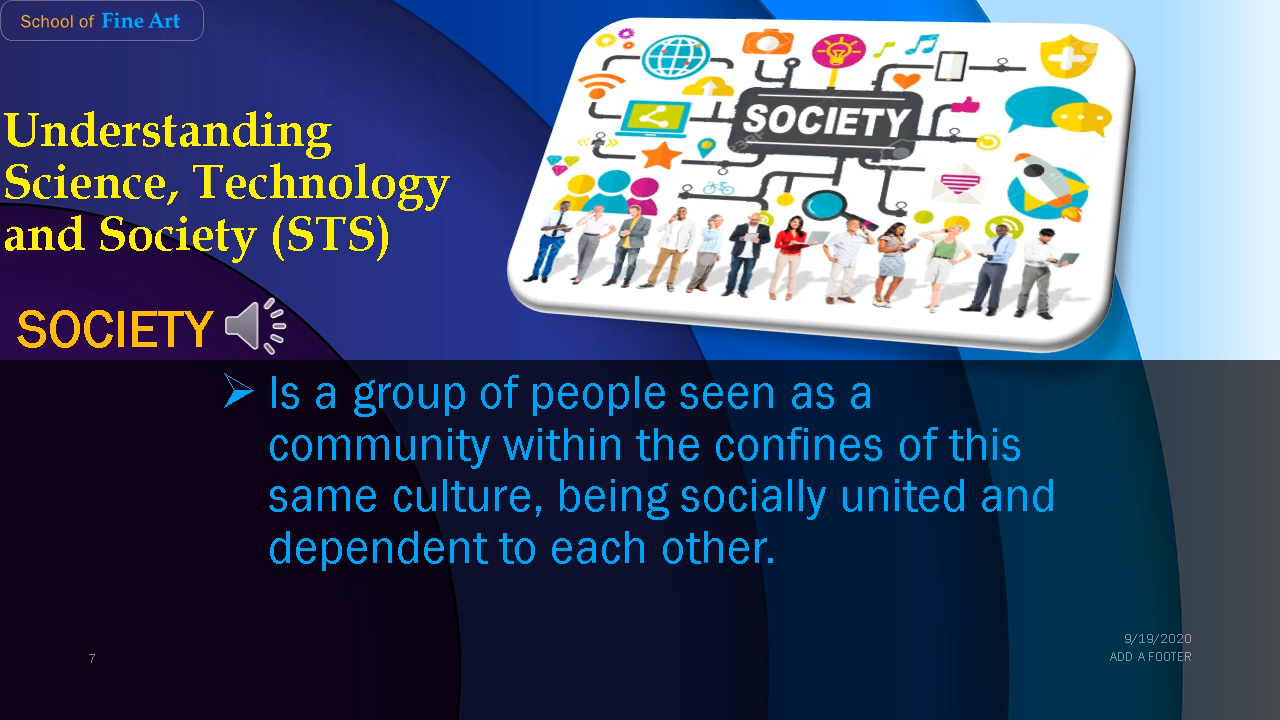 School of Fine Art
Understanding
Science, Technology
and Society (STS)
SOCIETY
SOCIETY
➢ Is a group of people seen as a
community within the confines of this
same culture, being socially united and
dependent to each other.
9/19/2020
7
ADD A FOOTER